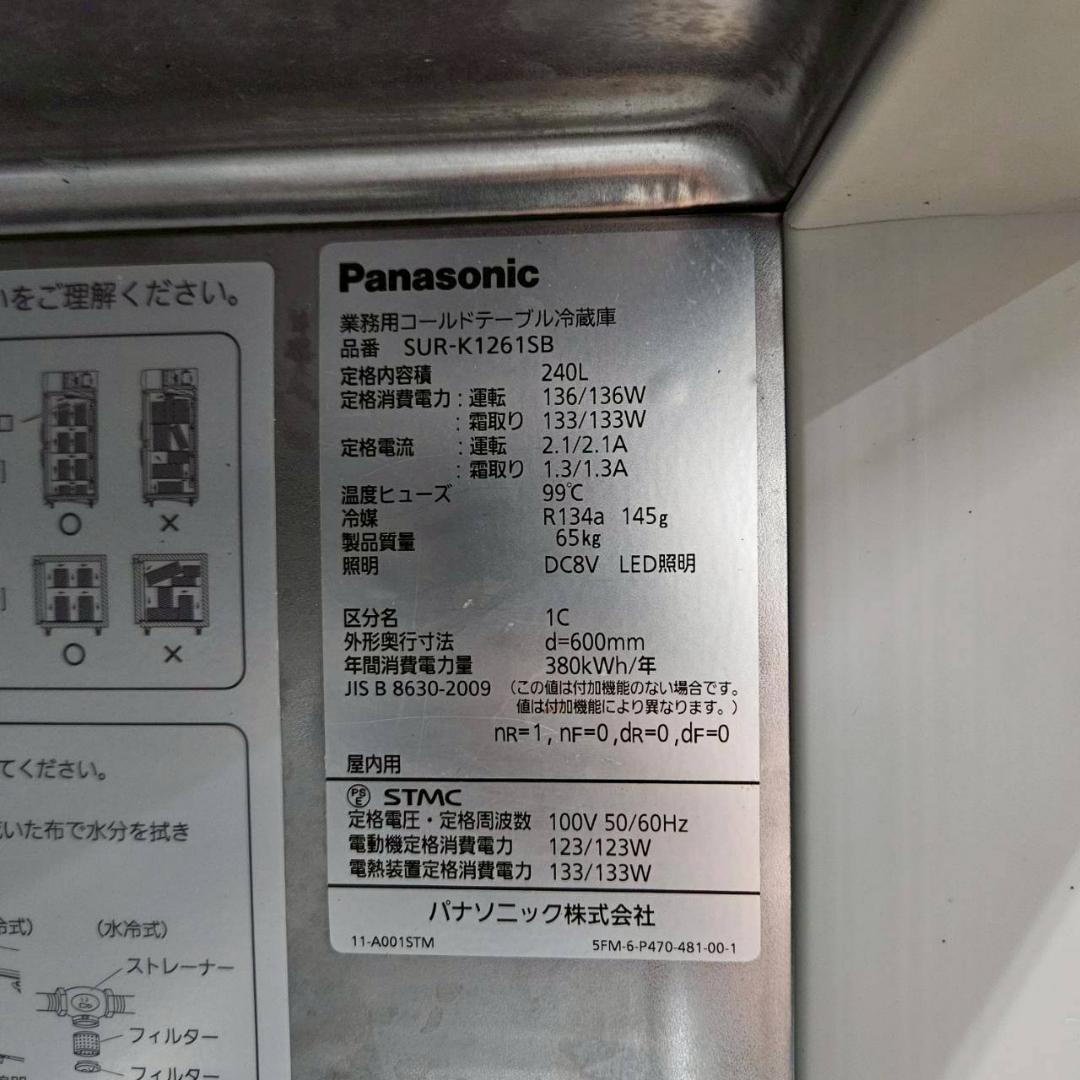 いをご理解ください。
○
×
○
×
てください。
いた布で水分を拭き
冷式)
(水冷式)
ストレーナー
フィルター
フィルター
Panasonic
業務用コールドテーブル冷蔵庫
品番 SUR-K1261SB
定格内容積 240L
定格消費電力:運転 136/136W
:霜取り 133/133W
定格電流 :運転 2.1/2.1A
:霜取り 1.3/1.3A
温度ヒューズ 99℃
冷媒 R134a 145g
製品質量 65kg
照明 DC8V LED照明
区分名 1C
外形奥行寸法 d=600mm
年間消費電力量 380kWh/年
JIS B 8630-2009 (この値は付加機能のない場合です。
値は付加機能により異なります。)
nR=1, nF=0,dR=0,dF=0
屋内用
PSE STMC
定格電圧・定格周波数 100V 50/60Hz
電動機定格消費電力 123/123W
電熱装置定格消費電力 133/133W
パナソニック株式会社
11-A001STM 5FM-6-P470-481-00-1